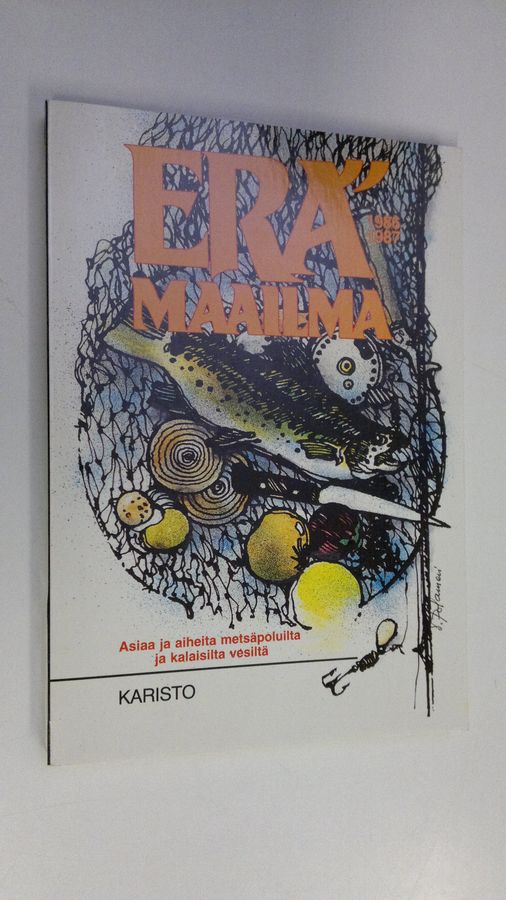 ERÄ
1986
1987
MAAILMA
Asiaa ja aiheita metsäpoluilta
ja kalaisilta vesiltä
KARISTO